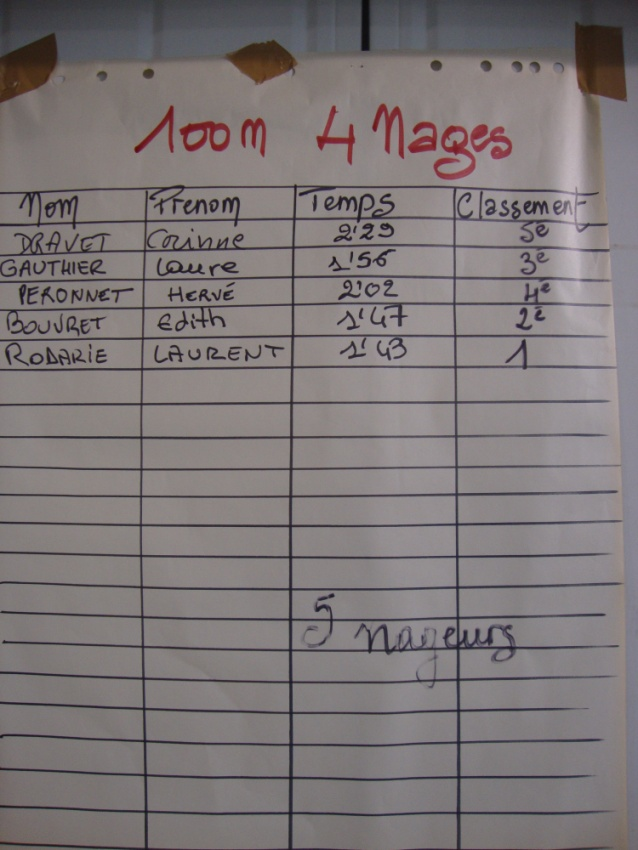 100m 4 Nages
Nom Prenom Temps Classement
DRAVET Corinne 2'29 5e
GAUTHIER Laure 1'56 3e
PERONNET HERVÉ 2'02 4e
BOUVRET Edith 1'47 2e
RODARIE LAURENT 1'43 1
5 nageurs